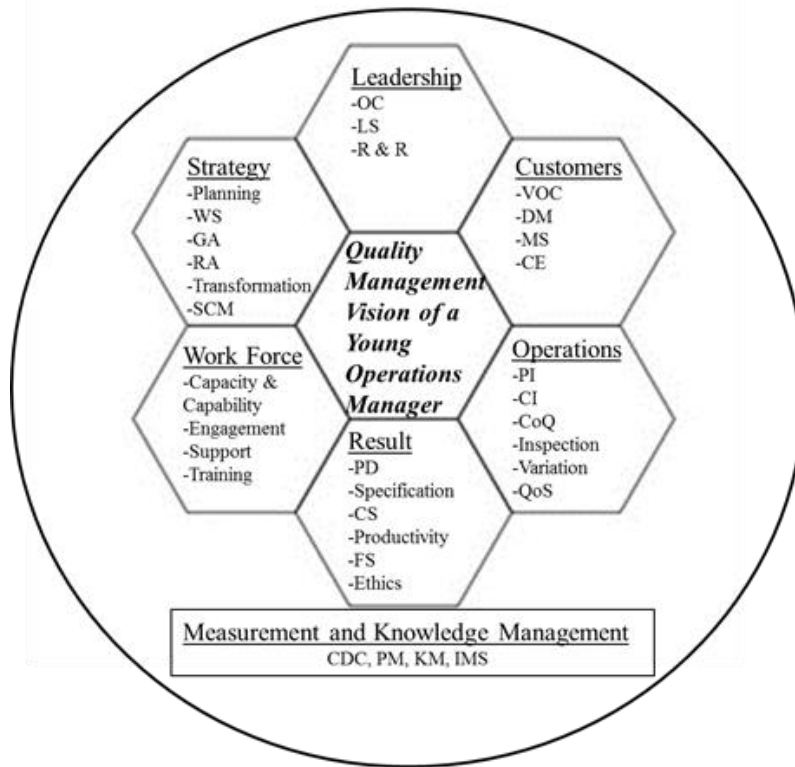 Leadership
-OC
-LS
-R & R
Strategy
-Planning
-WS
-GA
-RA
-Transformation
-SCM
Customers
-VOC
-DM
-MS
-CE
Quality
Management
Vision of a
Young
Operations
Manager
Work Force
-Capacity &
Capability
-Engagement
-Support
-Training
Operations
-PI
-CI
-CoQ
-Inspection
-Variation
-QoS
Result
-PD
-Specification
-CS
-Productivity
-FS
-Ethics
Measurement and Knowledge Management
CDC, PM, KM, IMS